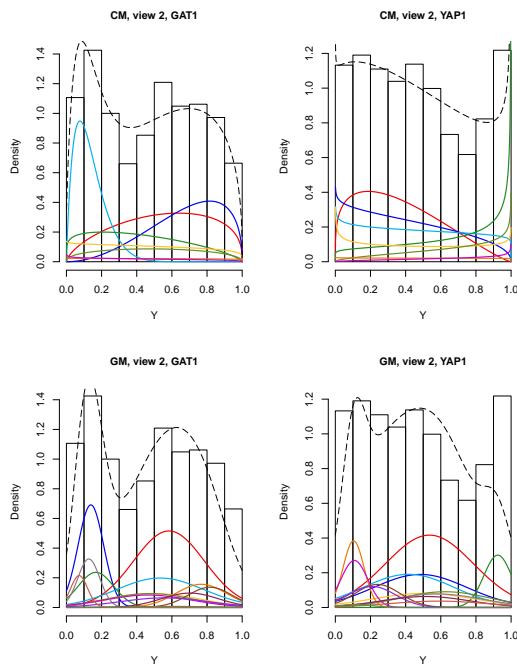 CM, view 2, GAT1
Density
0.0 0.2 0.4 0.6 0.8 1.0 1.2 1.4
0.0 0.2 0.4 0.6 0.8 1.0
Y
CM, view 2, YAP1
Density
0.0 0.2 0.4 0.6 0.8 1.0 1.2
0.0 0.2 0.4 0.6 0.8 1.0
Y
GM, view 2, GAT1
Density
0.0 0.2 0.4 0.6 0.8 1.0 1.2 1.4
0.0 0.2 0.4 0.6 0.8 1.0
Y
GM, view 2, YAP1
Density
0.0 0.2 0.4 0.6 0.8 1.0 1.2
0.0 0.2 0.4 0.6 0.8 1.0
Y